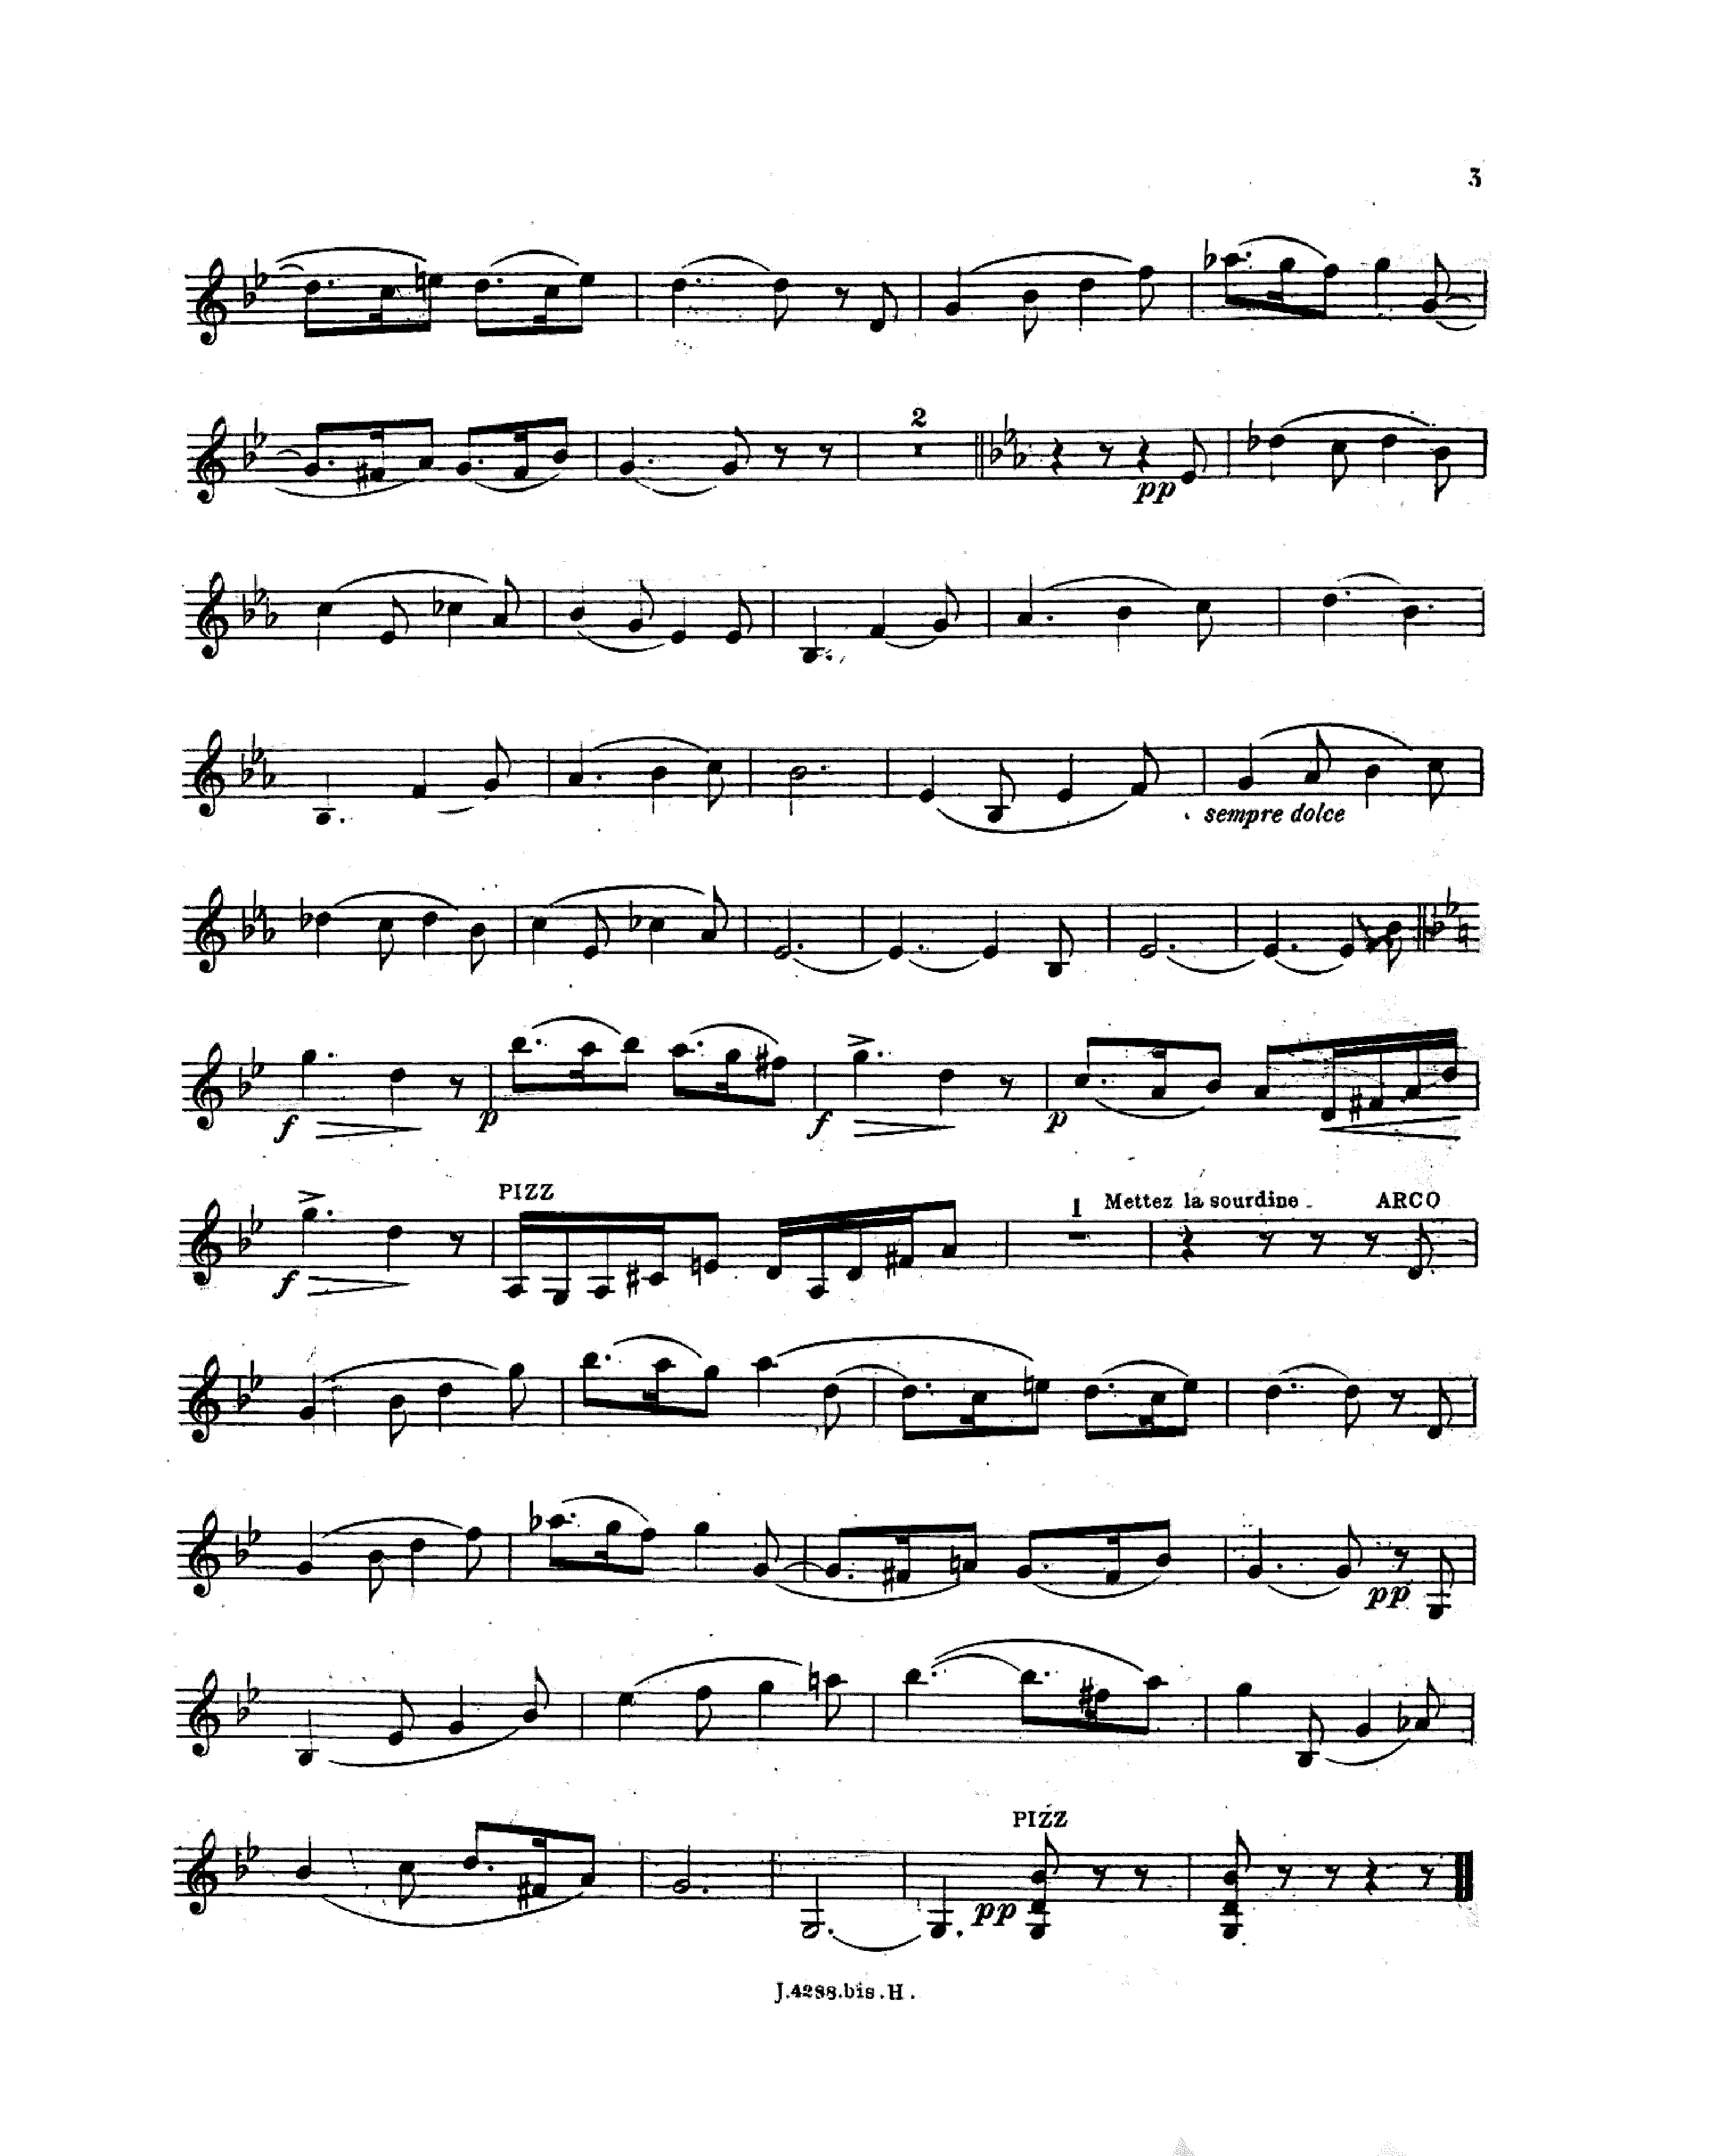 3
2
pp
sempre dolce
f p f p
PIZZ 1 Mettez la sourdine ARCO
f
pp
PIZZ
pp
J.4288.bis.H.